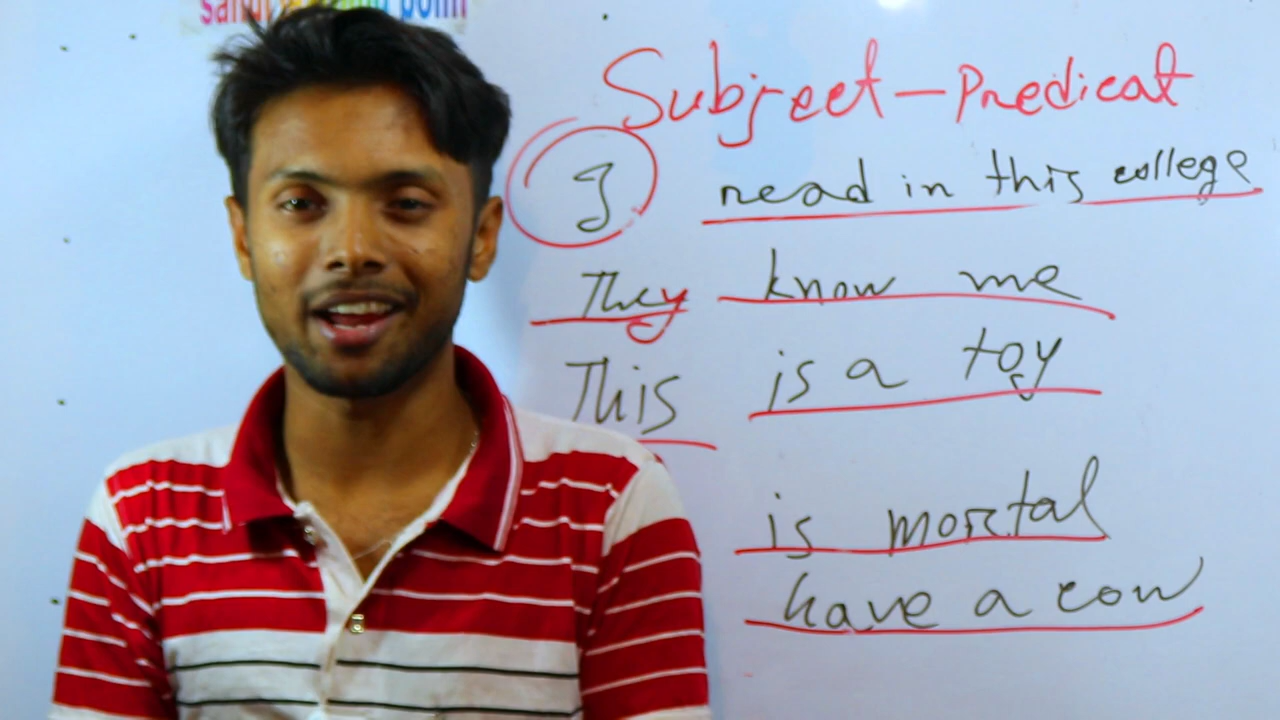 Subject - Predicat
I read in this college
They know me
This is a toy
is mortal
have a cow